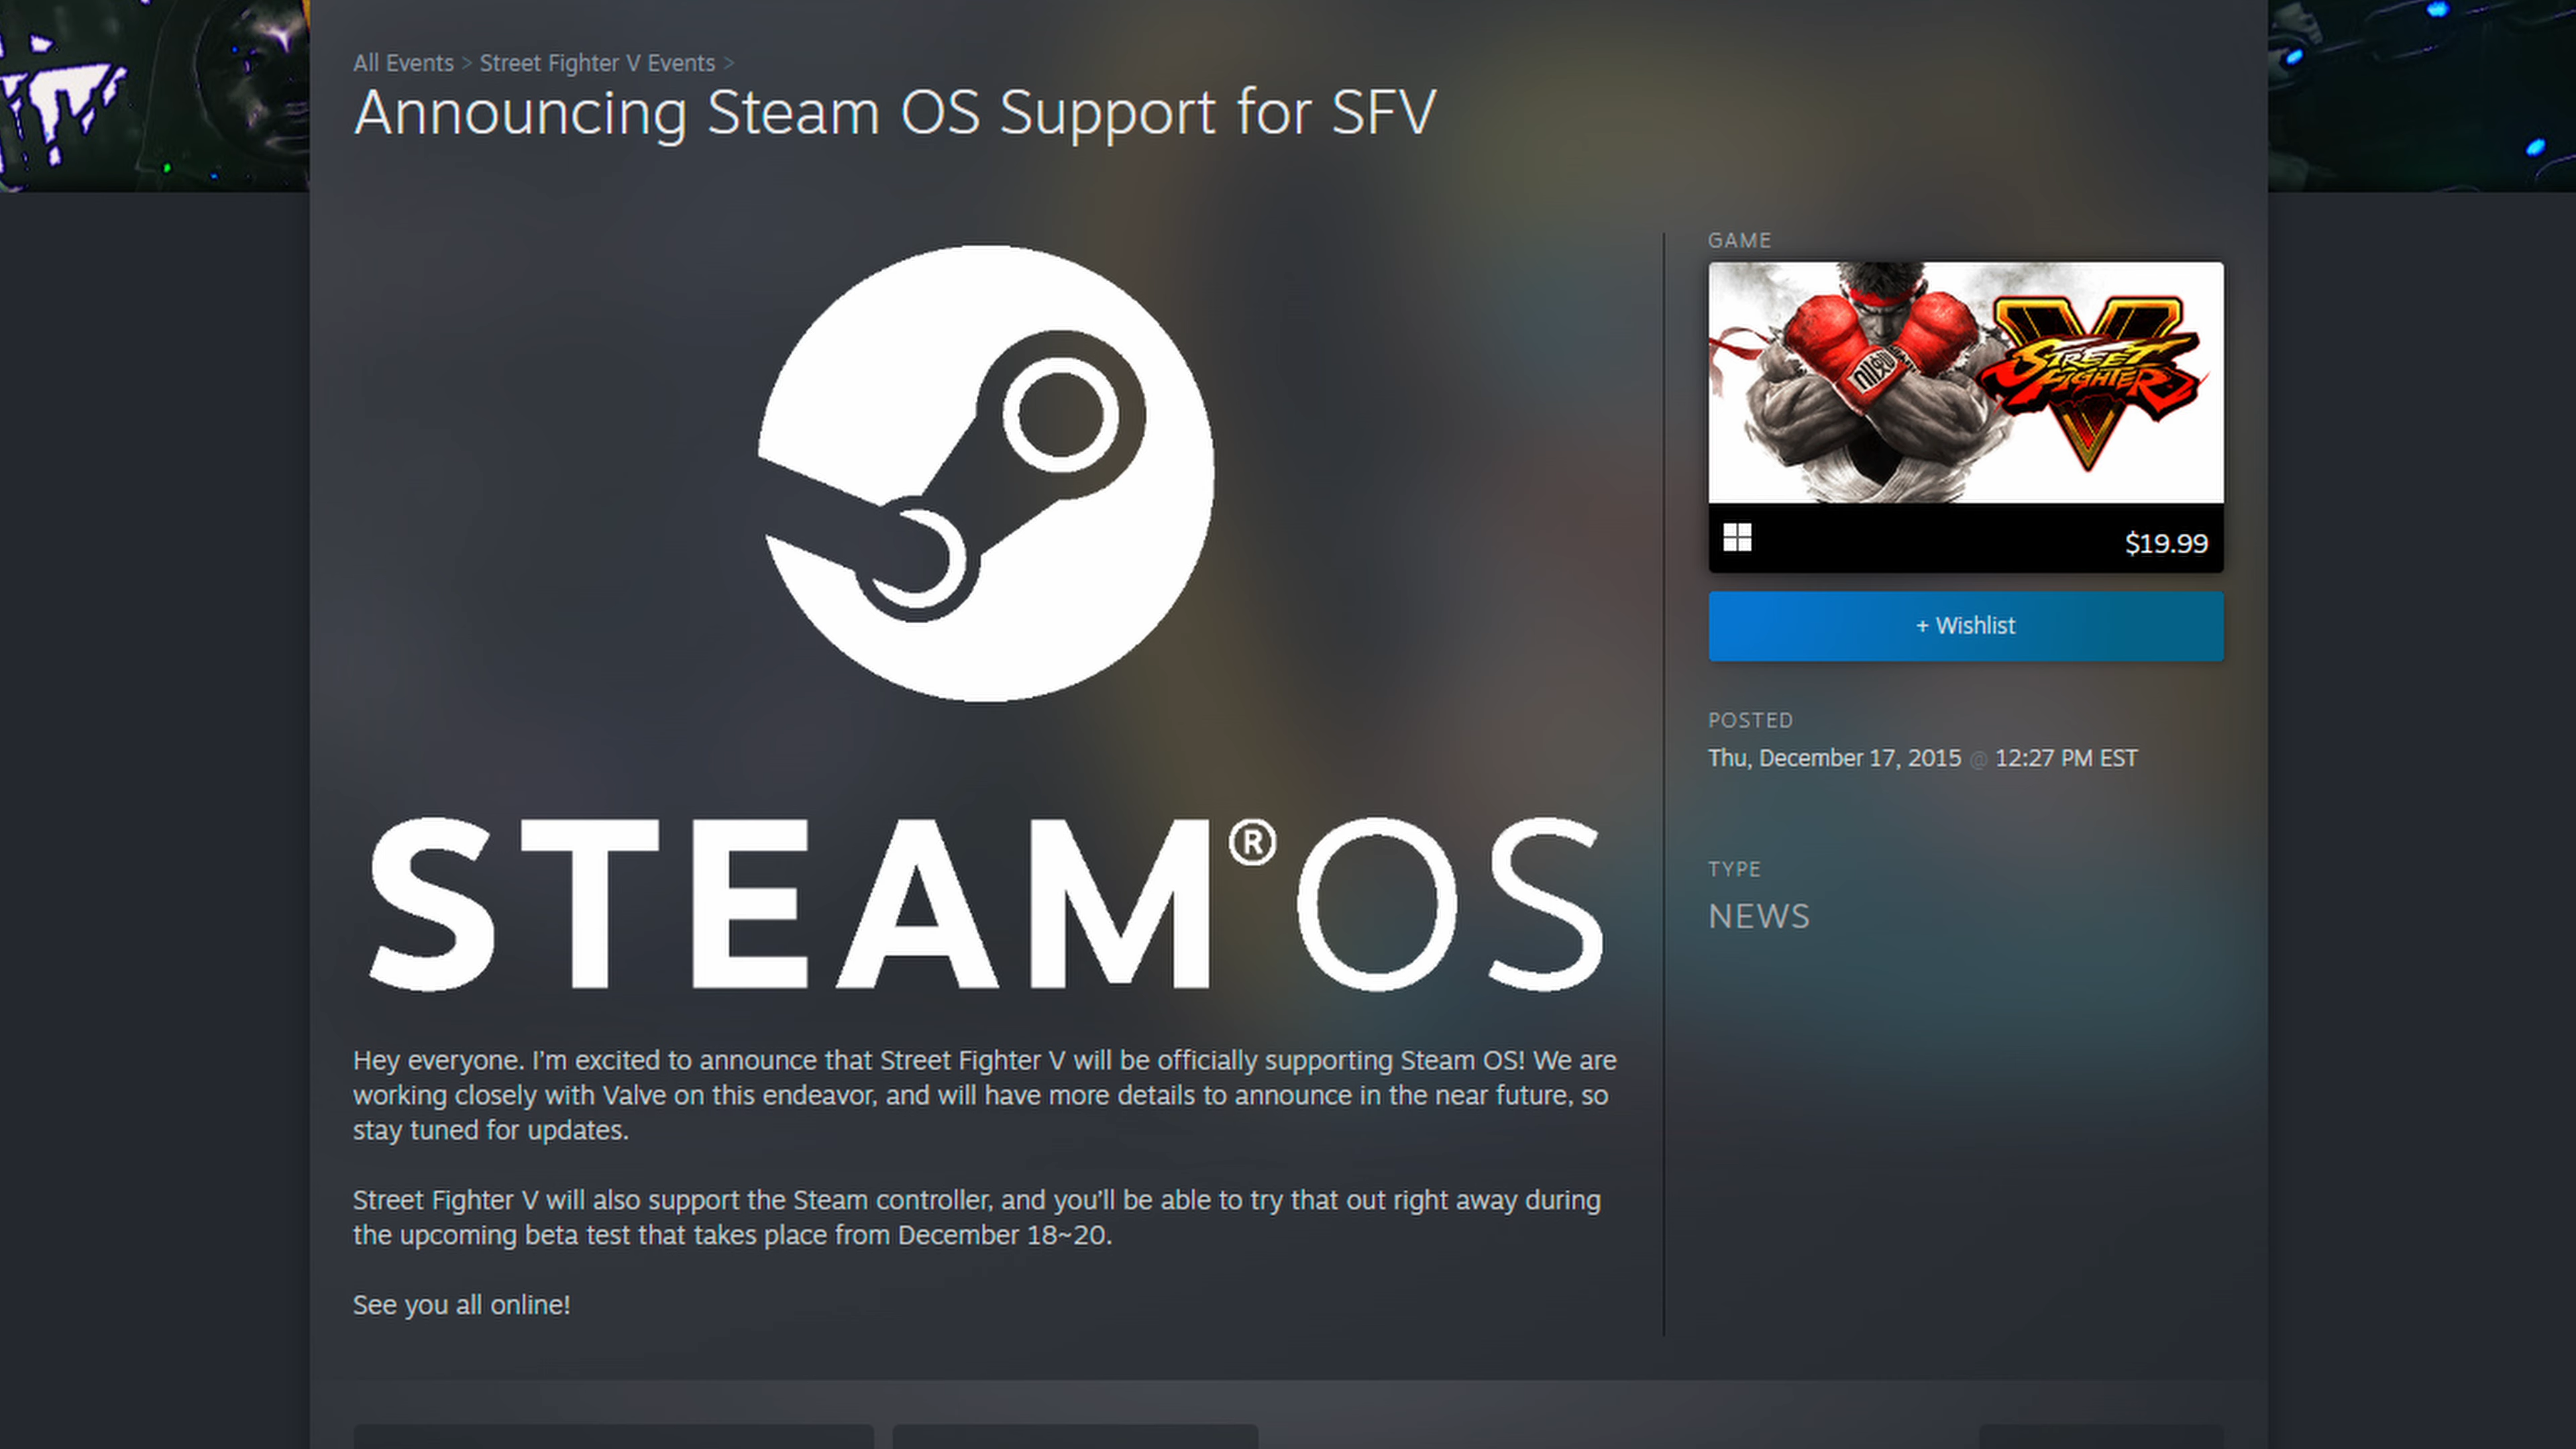 All Events > Street Fighter V Events >
Announcing Steam OS Support for SFV
STEAM®OS
Hey everyone. I'm excited to announce that Street Fighter V will be officially supporting Steam OS! We are
working closely with Valve on this endeavor, and will have more details to announce in the near future, so
stay tuned for updates.
Street Fighter V will also support the Steam controller, and you'll be able to try that out right away during
the upcoming beta test that takes place from December 18~20.
See you all online!
GAME
V
STREET
FIGHTER
$19.99
+ Wishlist
POSTED
Thu, December 17, 2015 @ 12:27 PM EST
TYPE
NEWS